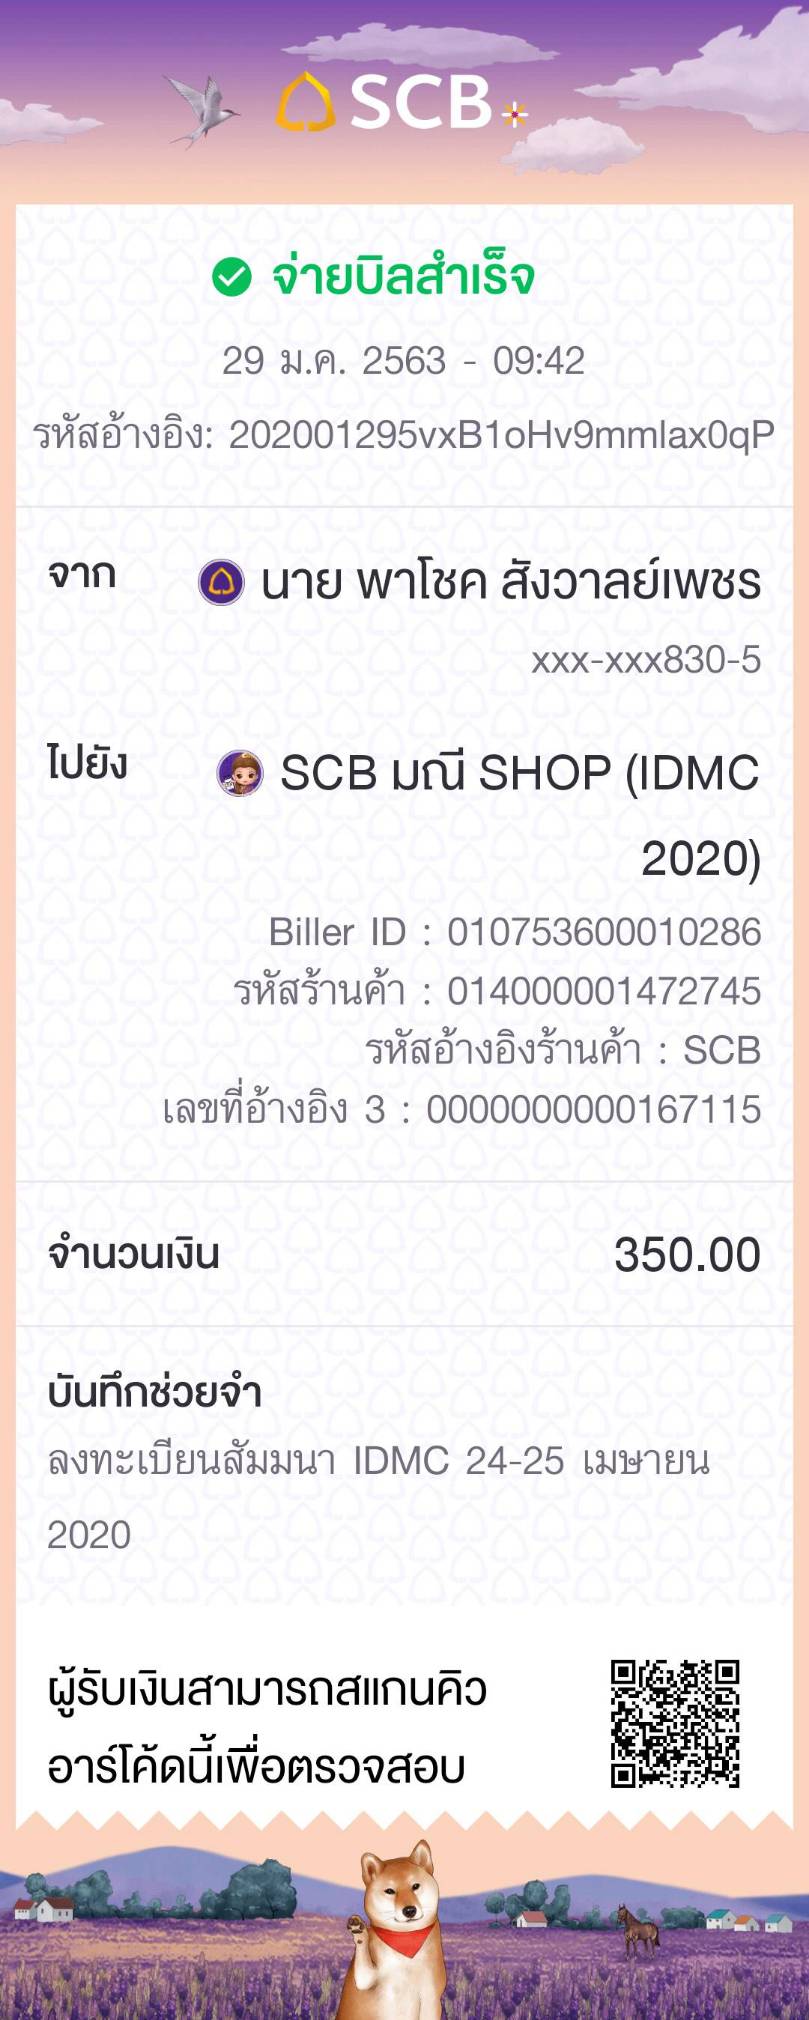 SCB
จ่ายบิลสำเร็จ
29 ม.ค. 2563 - 09:42
รหัสอ้างอิง: 202001295vxB1oHv9mmlax0qP
จาก
นาย พาโชค สังวาลย์เพชร
xxx-xxx830-5
ไปยัง
SCB มณี SHOP (IDMC
2020)
Biller ID : 010753600010286
รหัสร้านค้า : 014000001472745
รหัสอ้างอิงร้านค้า : SCB
เลขที่อ้างอิง 3 : 0000000000167115
จำนวนเงิน
350.00
บันทึกช่วยจำ
ลงทะเบียนสัมมนา IDMC 24-25 เมษายน
2020
ผู้รับเงินสามารถสแกนคิว
อาร์โค้ดนี้เพื่อตรวจสอบ